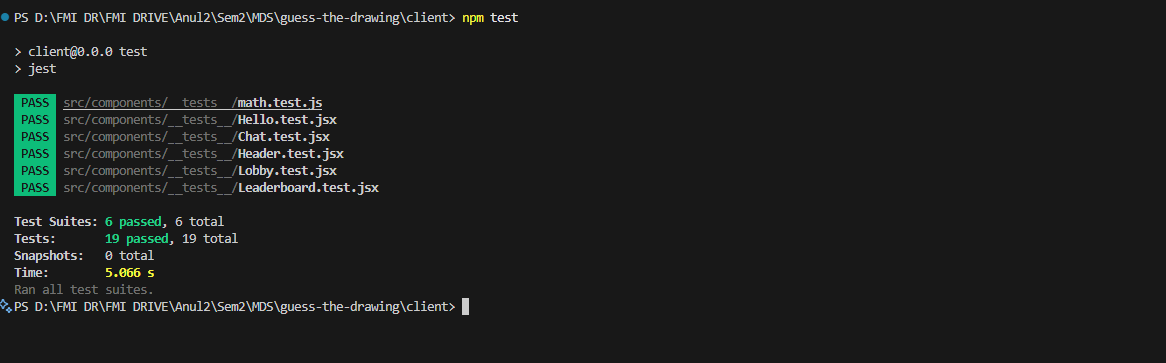 PS D:\FMI DR\FMI DRIVE\Anul2\Sem2\MDS\guess-the-drawing\client> npm test
> client@0.0.0 test
> jest
PASS src/components/__tests__/math.test.js
PASS src/components/__tests__/Hello.test.jsx
PASS src/components/__tests__/Chat.test.jsx
PASS src/components/__tests__/Header.test.jsx
PASS src/components/__tests__/Lobby.test.jsx
PASS src/components/__tests__/Leaderboard.test.jsx
Test Suites: 6 passed, 6 total
Tests:       19 passed, 19 total
Snapshots:   0 total
Time:        5.066 s
Ran all test suites.
PS D:\FMI DR\FMI DRIVE\Anul2\Sem2\MDS\guess-the-drawing\client>